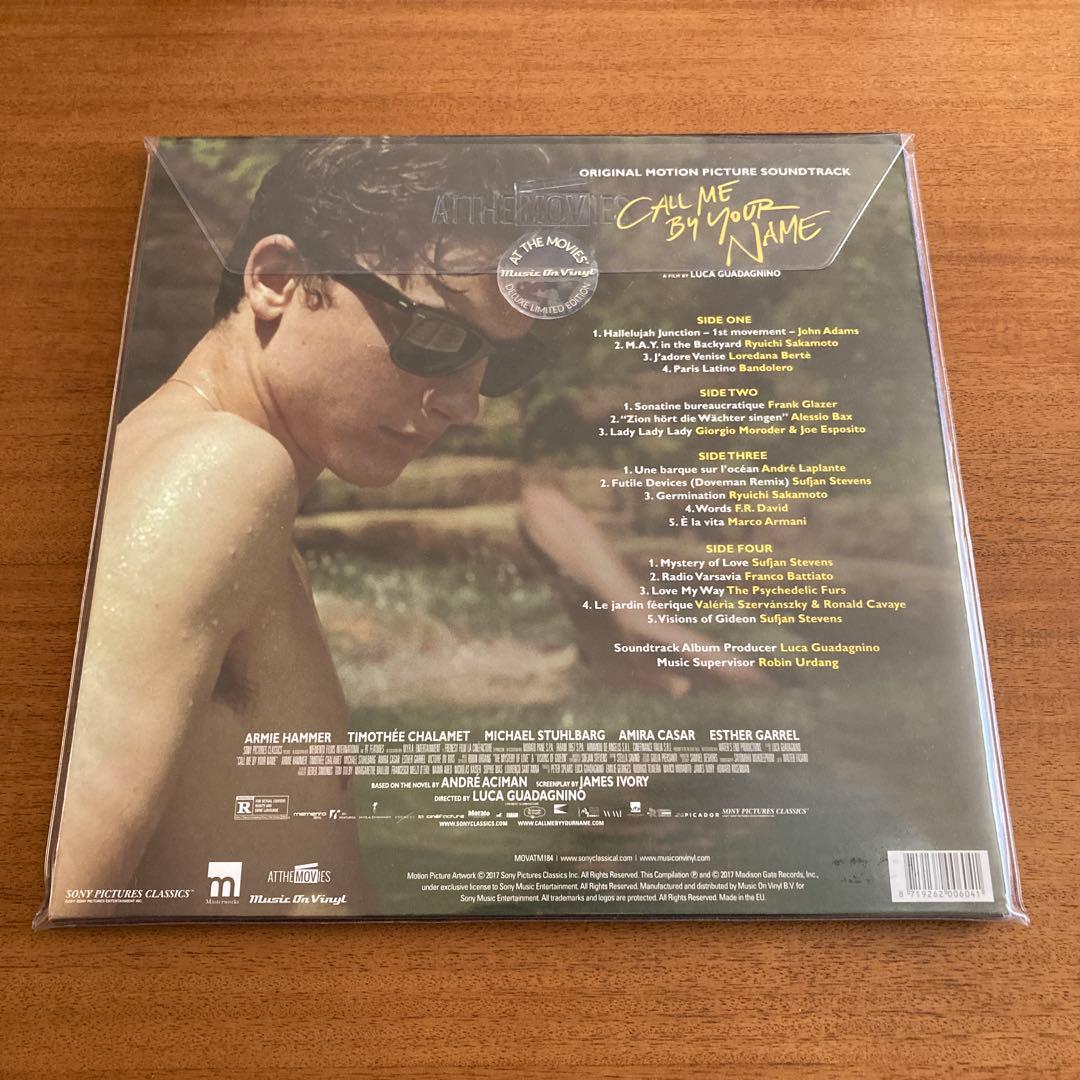 ORIGINAL MOTION PICTURE SOUNDTRACK
CALL ME
BY YOUR
NAME
A FILM BY LUCA GUADAGNINO
ATTHEMOVIES
AT THE MOVIES'
Music On Vinyl
DELUXE LIMITED EDITION
SIDE ONE
1. Hallelujah Junction – 1st movement – John Adams
2. M.A.Y. in the Backyard Ryuichi Sakamoto
3. J'adore Venise Loredana Bertè
4. Paris Latino Bandolero
SIDE TWO
1. Sonatine bureaucratique Frank Glazer
2. “Zion hört die Wächter singen” Alessio Bax
3. Lady Lady Lady Giorgio Moroder & Joe Esposito
SIDE THREE
1. Une barque sur l'océan André Laplante
2. Futile Devices (Doveman Remix) Sufjan Stevens
3. Germination Ryuichi Sakamoto
4. Words F.R. David
5. È la vita Marco Armani
SIDE FOUR
1. Mystery of Love Sufjan Stevens
2. Radio Varsavia Franco Battiato
3. Love My Way The Psychedelic Furs
4. Le jardin féerique Valéria Szervánszky & Ronald Cavaye
5. Visions of Gideon Sufjan Stevens
Soundtrack Album Producer Luca Guadagnino
Music Supervisor Robin Urdang
ARMIE HAMMER TIMOTHÉE CHALAMET MICHAEL STUHLBARG AMIRA CASAR ESTHER GARREL
BASED ON THE NOVEL BY ANDRÉ ACIMAN SCREENPLAY BY JAMES IVORY
DIRECTED BY LUCA GUADAGNINO
R
memento
PICADOR
SONY PICTURES CLASSICS
WWW.SONYCLASSICS.COM WWW.CALLMEBYYOURNAME.COM
MOVATM184 | www.sonyclassical.com | www.musiconvinyl.com
Motion Picture Artwork © 2017 Sony Pictures Classics Inc. All Rights Reserved. This Compilation ℗ and © 2017 Madison Gate Records, Inc.,
under exclusive license to Sony Music Entertainment. All Rights Reserved. Manufactured and distributed by Music On Vinyl B.V. for
Sony Music Entertainment. All trademarks and logos are protected. All Rights Reserved. Made in the EU.
SONY PICTURES CLASSICS™
m
Masterworks
ATTHEMOVIES
Music On Vinyl
8 719262 006041